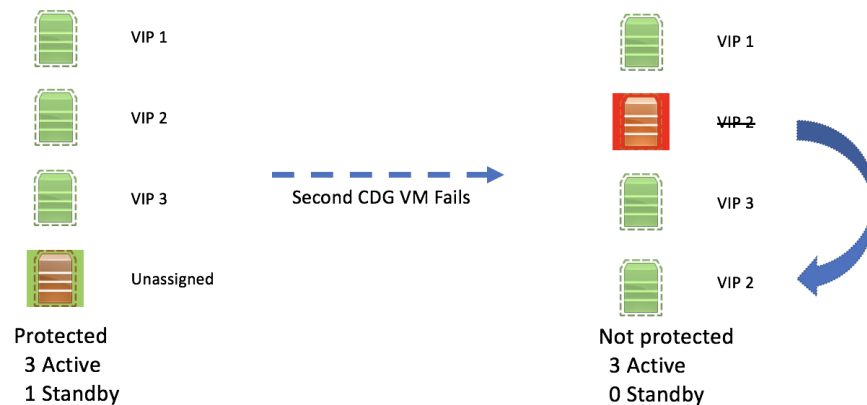 VIP 1
VIP 2
VIP 3
Unassigned
Protected
3 Active
1 Standby
Second CDG VM Fails
VIP 1
VIP 2
VIP 3
VIP 2
Not protected
3 Active
0 Standby